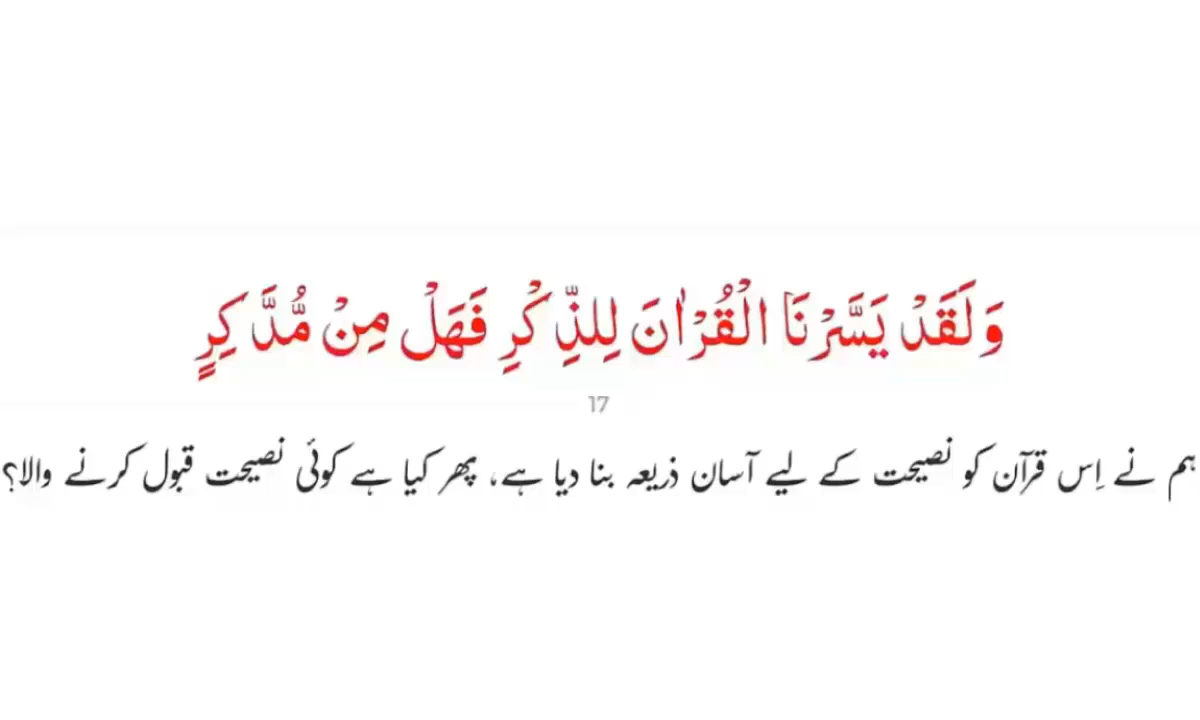 وَلَقَدْ يَسَّرْنَا الْقُرْاٰنَ لِلذِّكْرِ فَهَلْ مِنْ مُّدَّكِرٍ
17
ہم نے اِس قرآن کو نصیحت کے لیے آسان ذریعہ بنا دیا ہے، پھر کیا ہے کوئی نصیحت قبول کرنے والا؟